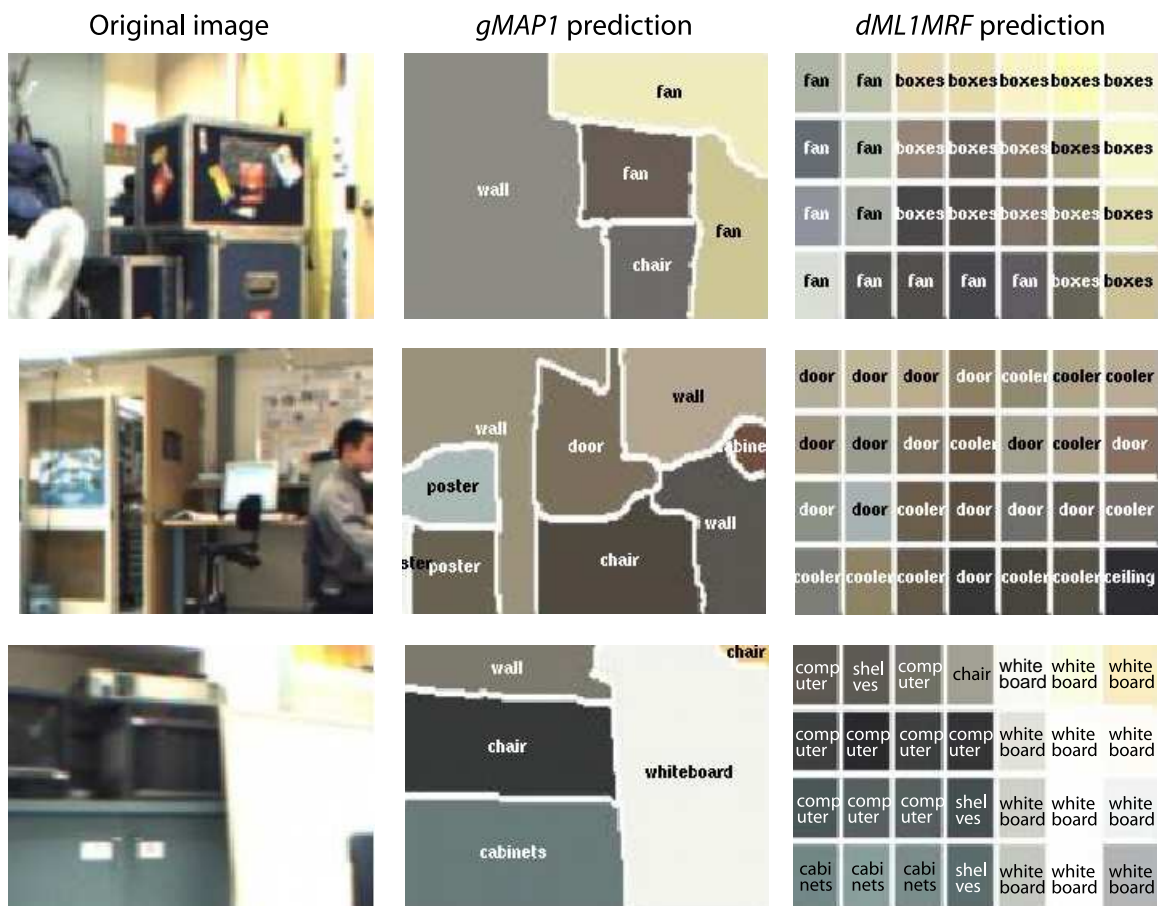 Original image
gMAP1 prediction
dML1MRF prediction
fan
wall
fan
fan
chair
fan fan boxes boxes boxes boxes boxes
fan fan boxes boxes boxes boxes boxes
fan fan boxes boxes boxes boxes boxes
fan fan fan fan fan boxes boxes
wall
wall
door
abine
poster
wall
ster
poster
chair
door door door door cooler cooler cooler
door door door cooler door cooler door
door door cooler door door door cooler
cooler cooler cooler door cooler cooler ceiling
chair
wall
chair
whiteboard
cabinets
comp shel comp chair white white white
uter ves uter board board board
comp comp comp comp white white white
uter uter uter uter board board board
comp comp comp shel white white white
uter uter uter ves board board board
cabi cabi cabi shel white white white
nets nets nets ves board board board